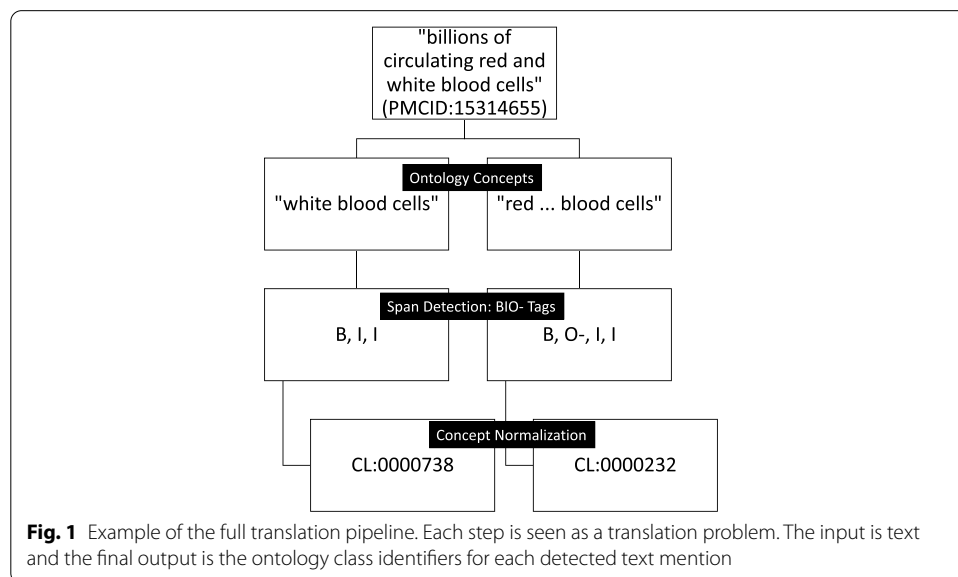 "billions of
circulating red and
white blood cells"
(PMCID:15314655)
Ontology Concepts
"white blood cells"
"red ... blood cells"
Span Detection: BIO- Tags
B, I, I
B, O-, I, I
Concept Normalization
CL:0000738
CL:0000232
Fig. 1 Example of the full translation pipeline. Each step is seen as a translation problem. The input is text
and the final output is the ontology class identifiers for each detected text mention